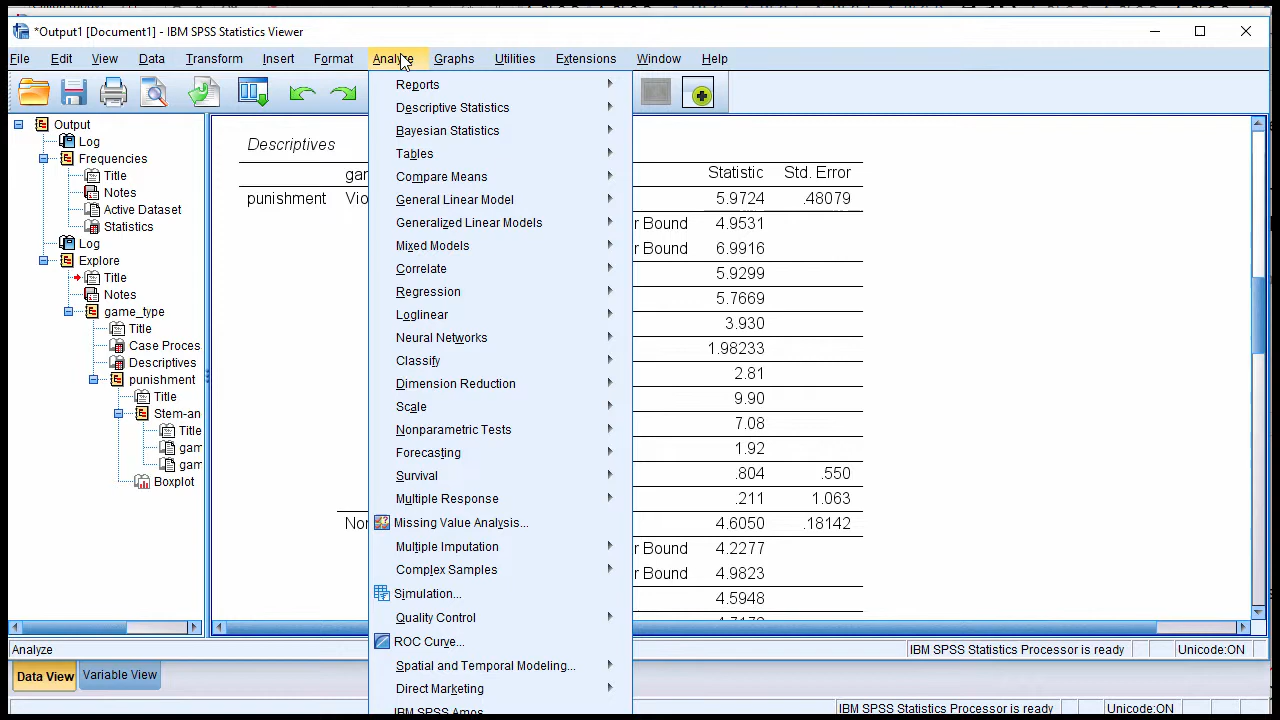 *Output1 [Document1] - IBM SPSS Statistics Viewer
File Edit View Data Transform Insert Format Analyze Graphs Utilities Extensions Window Help
Output
Log
Frequencies
Title
Notes
Active Dataset
Statistics
Log
Explore
Title
Notes
game_type
Title
Case Proces
Descriptives
punishment
Title
Stem-an
Title
gam
gam
Boxplot
Reports
Descriptive Statistics
Bayesian Statistics
Tables
Compare Means
General Linear Model
Generalized Linear Models
Mixed Models
Correlate
Regression
Loglinear
Neural Networks
Classify
Dimension Reduction
Scale
Nonparametric Tests
Forecasting
Survival
Multiple Response
Missing Value Analysis...
Multiple Imputation
Complex Samples
Simulation...
Quality Control
ROC Curve...
Spatial and Temporal Modeling...
Direct Marketing
IBM SPSS Amos
Descriptives
gam Statistic Std. Error
punishment Vio 5.9724 .48079
r Bound 4.9531
r Bound 6.9916
5.9299
5.7669
3.930
1.98233
2.81
9.90
7.08
1.92
.804 .550
.211 1.063
Non 4.6050 .18142
r Bound 4.2277
r Bound 4.9823
4.5948
Analyze IBM SPSS Statistics Processor is ready Unicode:ON
Data View Variable View
IBM SPSS Statistics Processor is ready Unicode:ON